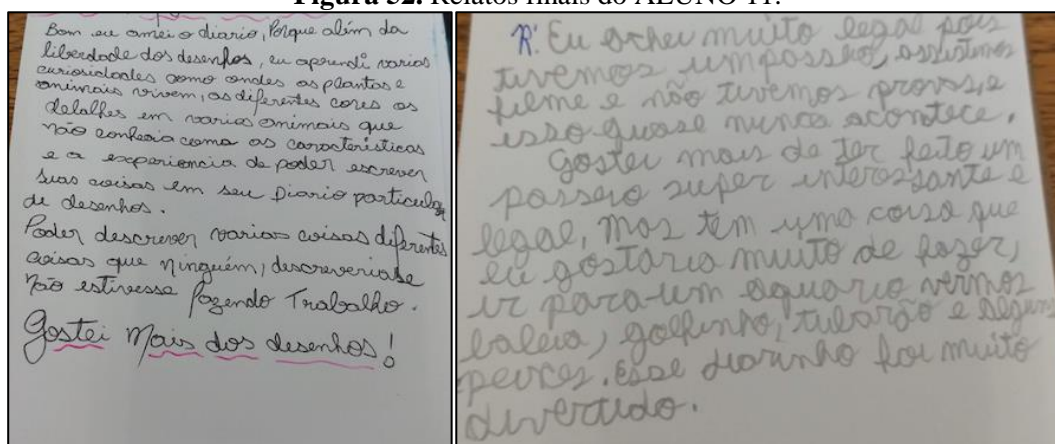 Figura 32. Relatos finais do ALUNO 11.
Bom eu amei o diario, Porque além da
liberdade dos desenhos, eu aprendi varias
curiosidades como ondes as plantas e
animais vivem, as diferentes cores os
detalhes em varios animais que
não conhecia como as caracteristicas
e a experiencia de poder escrever
suas coisas em seu Diario particular
de desenhos.
Poder descrever varias coisas diferentes
coisas que ninguém, descreveria se
não estivesse fazendo Trabalho.
Gostei Mais dos desenhos!
R: Eu achei muito legal pois
tivemos um passeio, assistimos
filme e não tivemos provas, e
isso quase nunca acontece.
Gostei mais de ter feito um
passeio super interessante e
legal, mas tem uma coisa que
eu gostaria muito de fazer,
ir para um aquario vermos
baleia, golfinho, tubarão e alguns
peixes. Esse diarinho foi muito
divertido.